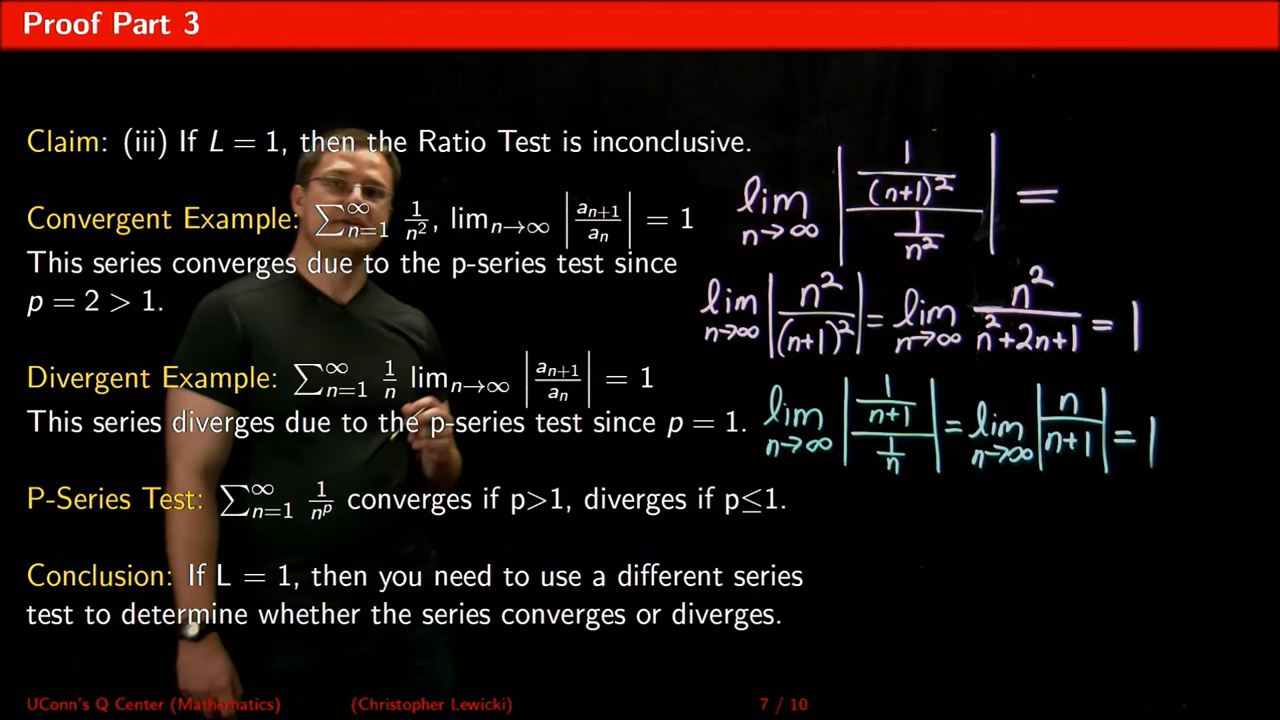 Proof Part 3
Claim: (iii) If L = 1, then the Ratio Test is inconclusive.
Convergent Example: ∑_{n=1}^{∞} 1/n², lim_{n→∞} |a_{n+1}/a_n| = 1
This series converges due to the p-series test since
p = 2 > 1.
Divergent Example: ∑_{n=1}^{∞} 1/n lim_{n→∞} |a_{n+1}/a_n| = 1
This series diverges due to the p-series test since p = 1.
P-Series Test: ∑_{n=1}^{∞} 1/n^p converges if p>1, diverges if p≤1.
Conclusion: If L = 1, then you need to use a different series
test to determine whether the series converges or diverges.
lim_{n→∞} |(1/(n+1)²)/(1/n²)| =
lim_{n→∞} |n²/(n+1)²| = lim_{n→∞} n²/(n²+2n+1) = 1
lim_{n→∞} |(1/(n+1))/(1/n)| = lim_{n→∞} |n/(n+1)| = 1
UConn's Q Center (Mathematics) (Christopher Lewicki) 7 / 10